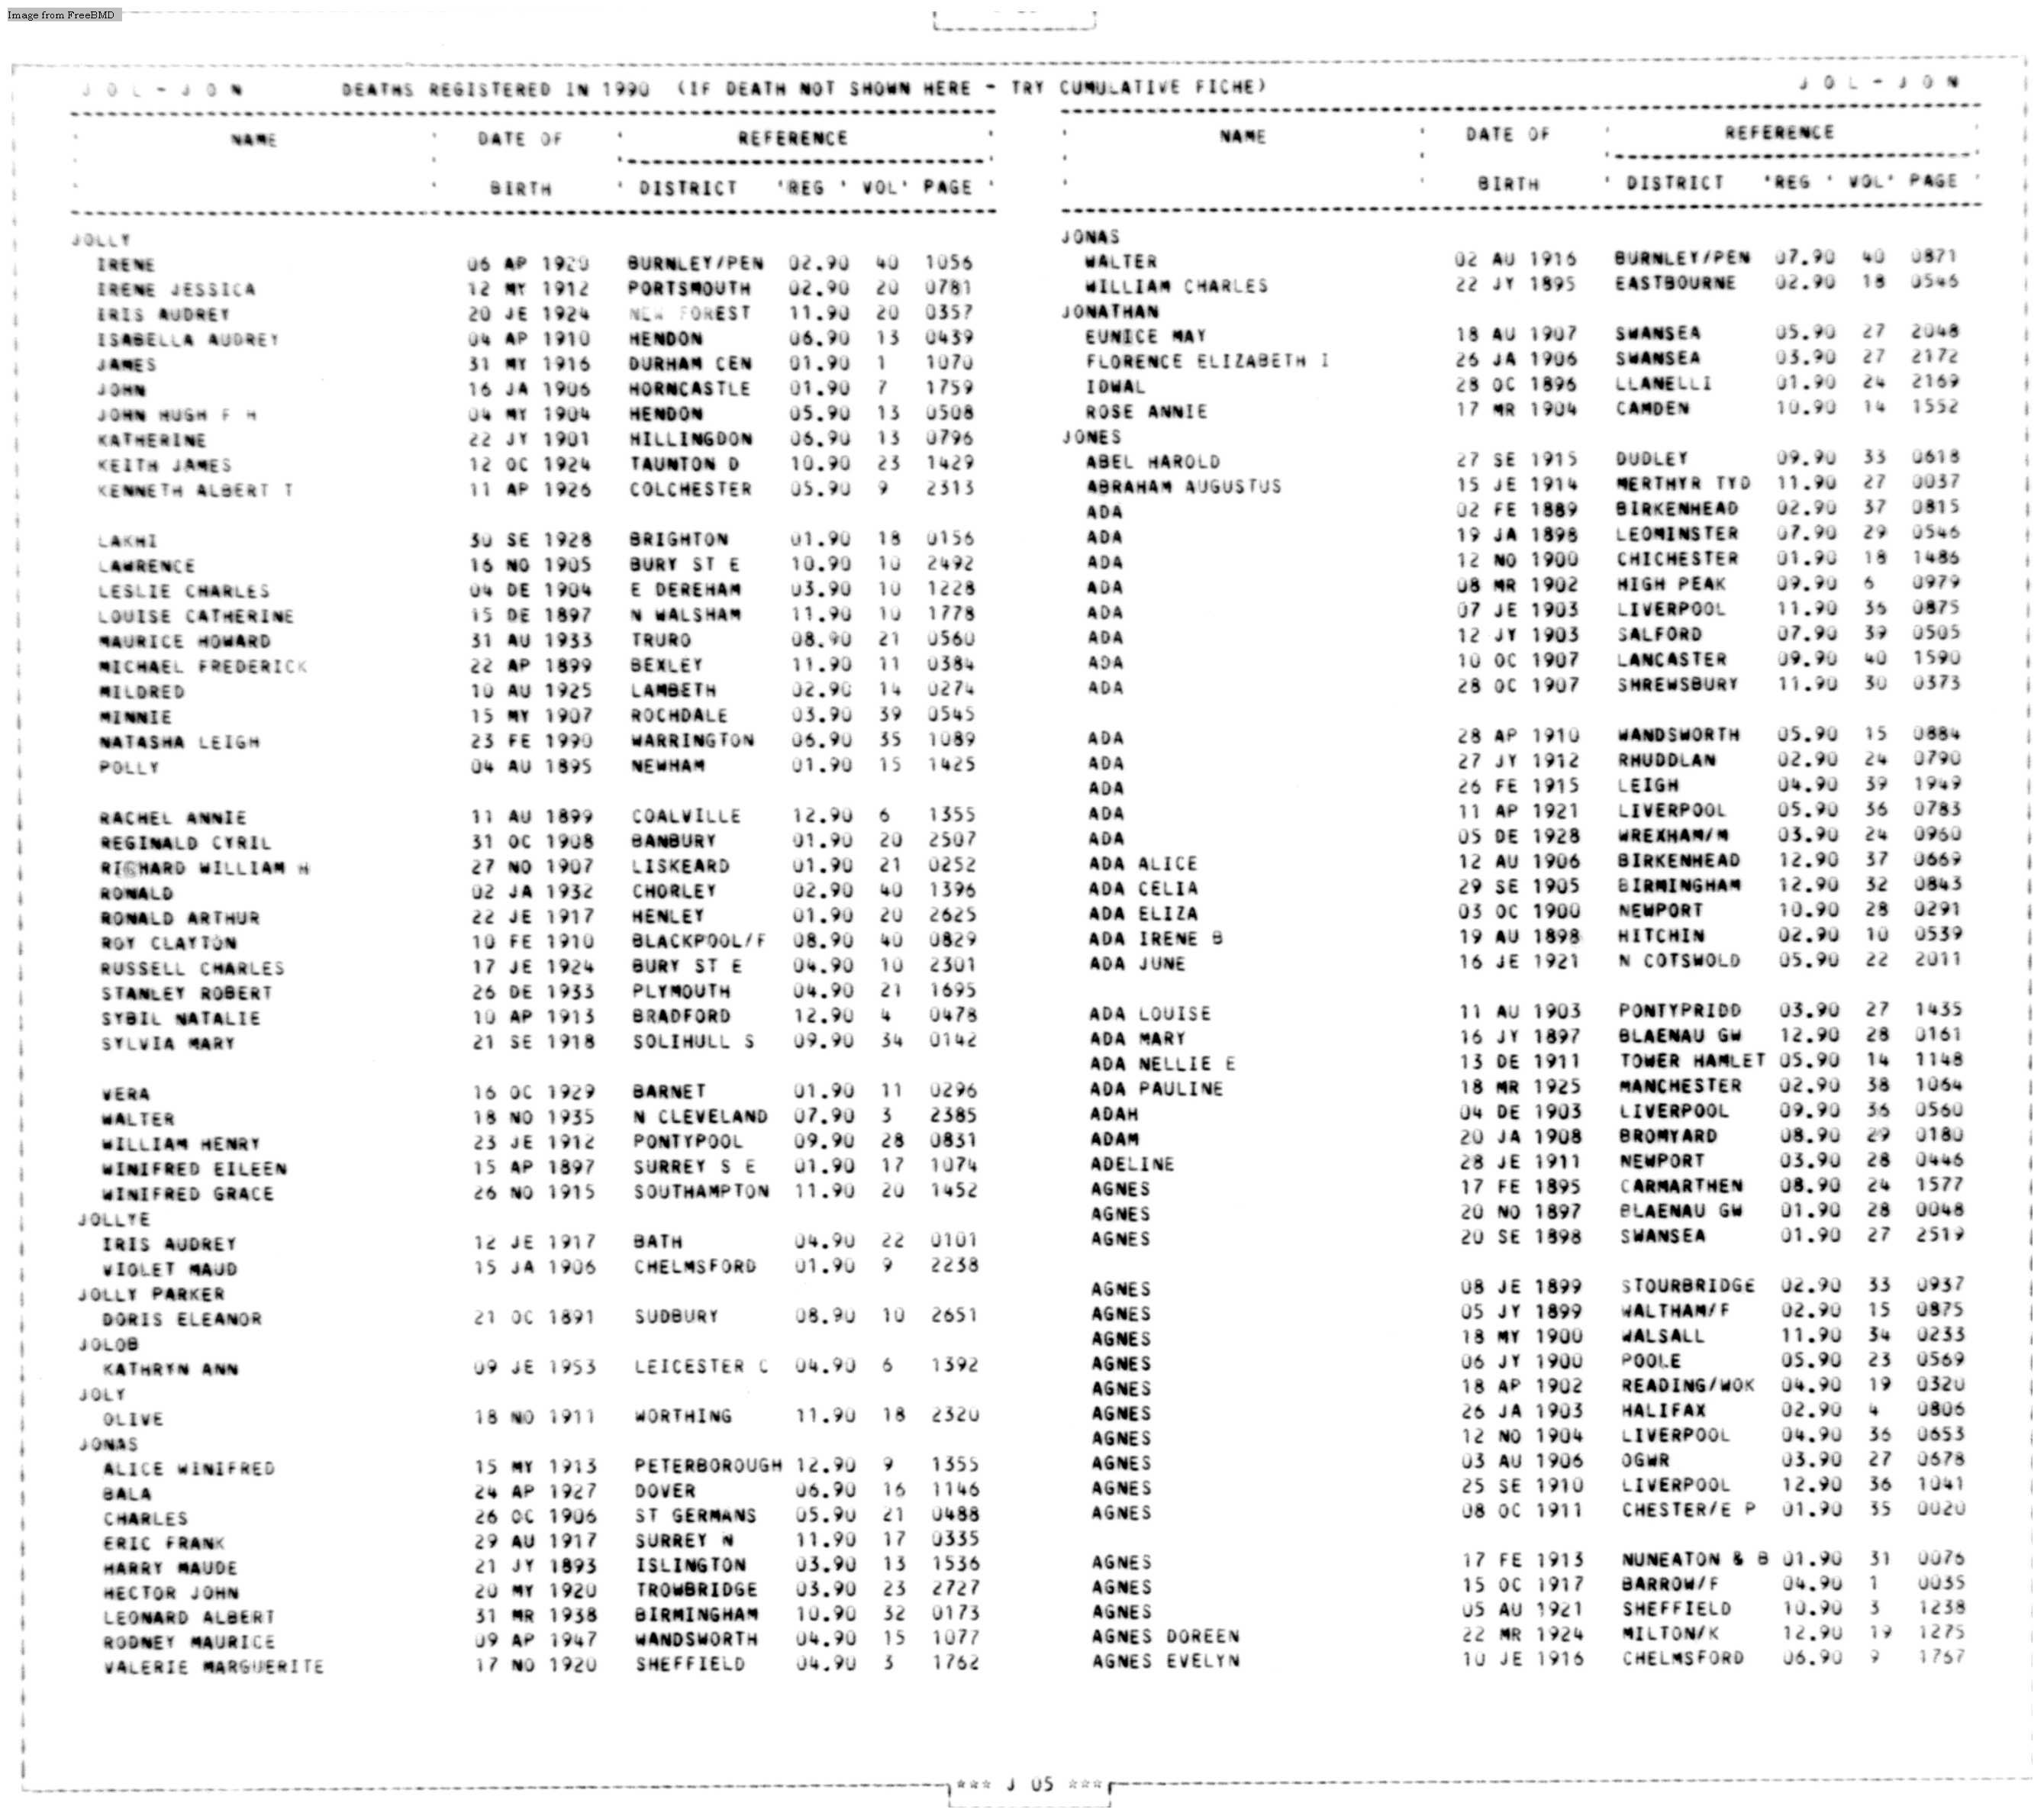 Image from FreeBMD
JOL-JON DEATHS REGISTERED IN 1990 (IF DEATH NOT SHOWN HERE - TRY CUMULATIVE FICHE) JOL-JON
NAME DATE OF REFERENCE
BIRTH DISTRICT 'REG ' VOL' PAGE '
JOLLY
IRENE 06 AP 1920 BURNLEY/PEN 02.90 40 1056
IRENE JESSICA 12 MY 1912 PORTSMOUTH 02.90 20 0781
IRIS AUDREY 20 JE 1924 NEW FOREST 11.90 20 0357
ISABELLA AUDREY 04 AP 1910 HENDON 06.90 13 0439
JAMES 31 MY 1916 DURHAM CEN 01.90 1 1070
JOHN 16 JA 1906 HORNCASTLE 01.90 7 1759
JOHN HUGH F H 04 MY 1904 HENDON 05.90 13 0508
KATHERINE 22 JY 1901 HILLINGDON 06.90 13 0796
KEITH JAMES 12 OC 1924 TAUNTON D 10.90 23 1429
KENNETH ALBERT T 11 AP 1926 COLCHESTER 05.90 9 2313
LAKHI 30 SE 1928 BRIGHTON 01.90 18 0156
LAWRENCE 16 NO 1905 BURY ST E 10.90 10 2492
LESLIE CHARLES 04 DE 1904 E DEREHAM 03.90 10 1228
LOUISE CATHERINE 15 DE 1897 N WALSHAM 11.90 10 1778
MAURICE HOWARD 31 AU 1933 TRURO 08.90 21 0560
MICHAEL FREDERICK 22 AP 1899 BEXLEY 11.90 11 0384
MILDRED 10 AU 1925 LAMBETH 02.90 14 0274
MINNIE 15 MY 1907 ROCHDALE 03.90 39 0545
NATASHA LEIGH 23 FE 1990 WARRINGTON 06.90 35 1089
POLLY 04 AU 1895 NEWHAM 01.90 15 1425
RACHEL ANNIE 11 AU 1899 COALVILLE 12.90 6 1355
REGINALD CYRIL 31 OC 1908 BANBURY 01.90 20 2507
RICHARD WILLIAM H 27 NO 1907 LISKEARD 01.90 21 0252
RONALD 02 JA 1932 CHORLEY 02.90 40 1396
RONALD ARTHUR 22 JE 1917 HENLEY 01.90 20 2625
ROY CLAYTON 10 FE 1910 BLACKPOOL/F 08.90 40 0829
RUSSELL CHARLES 17 JE 1924 BURY ST E 04.90 10 2301
STANLEY ROBERT 26 DE 1933 PLYMOUTH 04.90 21 1695
SYBIL NATALIE 10 AP 1913 BRADFORD 12.90 4 0478
SYLVIA MARY 21 SE 1918 SOLIHULL S 09.90 34 0142
VERA 16 OC 1929 BARNET 01.90 11 0296
WALTER 18 NO 1935 N CLEVELAND 07.90 3 2385
WILLIAM HENRY 23 JE 1912 PONTYPOOL 09.90 28 0831
WINIFRED EILEEN 15 AP 1897 SURREY S E 01.90 17 1074
WINIFRED GRACE 26 NO 1915 SOUTHAMPTON 11.90 20 1452
JOLLYE
IRIS AUDREY 12 JE 1917 BATH 04.90 22 0101
VIOLET MAUD 15 JA 1906 CHELMSFORD 01.90 9 2238
JOLLY PARKER
DORIS ELEANOR 21 OC 1891 SUDBURY 08.90 10 2651
JOLOB
KATHRYN ANN 09 JE 1953 LEICESTER C 04.90 6 1392
JOLY
OLIVE 18 NO 1911 WORTHING 11.90 18 2320
JONAS
ALICE WINIFRED 15 MY 1913 PETERBOROUGH 12.90 9 1355
BALA 24 AP 1927 DOVER 06.90 16 1146
CHARLES 26 OC 1906 ST GERMANS 05.90 21 0488
ERIC FRANK 29 AU 1917 SURREY N 11.90 17 0335
HARRY MAUDE 21 JY 1893 ISLINGTON 03.90 13 1536
HECTOR JOHN 20 MY 1920 TROWBRIDGE 03.90 23 2727
LEONARD ALBERT 31 MR 1938 BIRMINGHAM 10.90 32 0173
RODNEY MAURICE 09 AP 1947 WANDSWORTH 04.90 15 1077
VALERIE MARGUERITE 17 NO 1920 SHEFFIELD 04.90 3 1762
NAME DATE OF REFERENCE
BIRTH DISTRICT 'REG ' VOL' PAGE '
JONAS
WALTER 02 AU 1916 BURNLEY/PEN 07.90 40 0871
WILLIAM CHARLES 22 JY 1895 EASTBOURNE 02.90 18 0546
JONATHAN
EUNICE MAY 18 AU 1907 SWANSEA 05.90 27 2048
FLORENCE ELIZABETH I 26 JA 1906 SWANSEA 03.90 27 2172
IDWAL 28 OC 1896 LLANELLI 01.90 24 2169
ROSE ANNIE 17 MR 1904 CAMDEN 10.90 14 1552
JONES
ABEL HAROLD 27 SE 1915 DUDLEY 09.90 33 0618
ABRAHAM AUGUSTUS 15 JE 1914 MERTHYR TYD 11.90 27 0037
ADA 02 FE 1889 BIRKENHEAD 02.90 37 0815
ADA 19 JA 1898 LEOMINSTER 07.90 29 0546
ADA 12 NO 1900 CHICHESTER 01.90 18 1486
ADA 08 MR 1902 HIGH PEAK 09.90 6 0979
ADA 07 JE 1903 LIVERPOOL 11.90 36 0875
ADA 12 JY 1903 SALFORD 07.90 39 0505
ADA 10 OC 1907 LANCASTER 09.90 40 1590
ADA 28 OC 1907 SHREWSBURY 11.90 30 0373
ADA 28 AP 1910 WANDSWORTH 05.90 15 0884
ADA 27 JY 1912 RHUDDLAN 02.90 24 0790
ADA 26 FE 1915 LEIGH 04.90 39 1949
ADA 11 AP 1921 LIVERPOOL 05.90 36 0783
ADA 05 DE 1928 WREXHAM/M 03.90 24 0960
ADA ALICE 12 AU 1906 BIRKENHEAD 12.90 37 0669
ADA CELIA 29 SE 1905 BIRMINGHAM 12.90 32 0843
ADA ELIZA 03 OC 1900 NEWPORT 10.90 28 0291
ADA IRENE B 19 AU 1898 HITCHIN 02.90 10 0539
ADA JUNE 16 JE 1921 N COTSWOLD 05.90 22 2011
ADA LOUISE 11 AU 1903 PONTYPRIDD 03.90 27 1435
ADA MARY 16 JY 1897 BLAENAU GW 12.90 28 0161
ADA NELLIE E 13 DE 1911 TOWER HAMLET 05.90 14 1148
ADA PAULINE 18 MR 1925 MANCHESTER 02.90 38 1064
ADAH 04 DE 1903 LIVERPOOL 09.90 36 0560
ADAM 20 JA 1908 BROMYARD 08.90 29 0180
ADELINE 28 JE 1911 NEWPORT 03.90 28 0446
AGNES 17 FE 1895 CARMARTHEN 08.90 24 1577
AGNES 20 NO 1897 BLAENAU GW 01.90 28 0048
AGNES 20 SE 1898 SWANSEA 01.90 27 2519
AGNES 08 JE 1899 STOURBRIDGE 02.90 33 0937
AGNES 05 JY 1899 WALTHAM/F 02.90 15 0875
AGNES 18 MY 1900 WALSALL 11.90 34 0233
AGNES 06 JY 1900 POOLE 05.90 23 0569
AGNES 18 AP 1902 READING/WOK 04.90 19 0320
AGNES 26 JA 1903 HALIFAX 02.90 4 0806
AGNES 12 NO 1904 LIVERPOOL 04.90 36 0653
AGNES 03 AU 1906 OGWR 03.90 27 0678
AGNES 25 SE 1910 LIVERPOOL 12.90 36 1041
AGNES 08 OC 1911 CHESTER/E P 01.90 35 0020
AGNES 17 FE 1913 NUNEATON & B 01.90 31 0076
AGNES 15 OC 1917 BARROW/F 04.90 1 0035
AGNES 05 AU 1921 SHEFFIELD 10.90 3 1238
AGNES DOREEN 22 MR 1924 MILTON/K 12.90 19 1275
AGNES EVELYN 10 JE 1916 CHELMSFORD 06.90 9 1767
*** J 05 ***